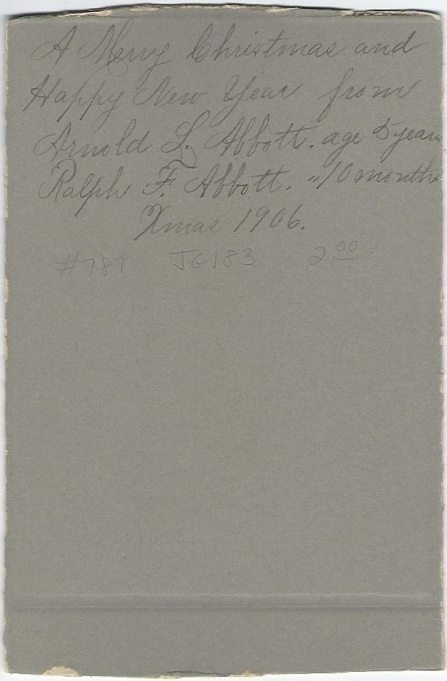 A Merry Christmas and
Happy New Year from
Arnold L. Abbott. age 5 years
Ralph F. Abbott. " 10 months
Xmas 1906.
#781 JG183 2.00